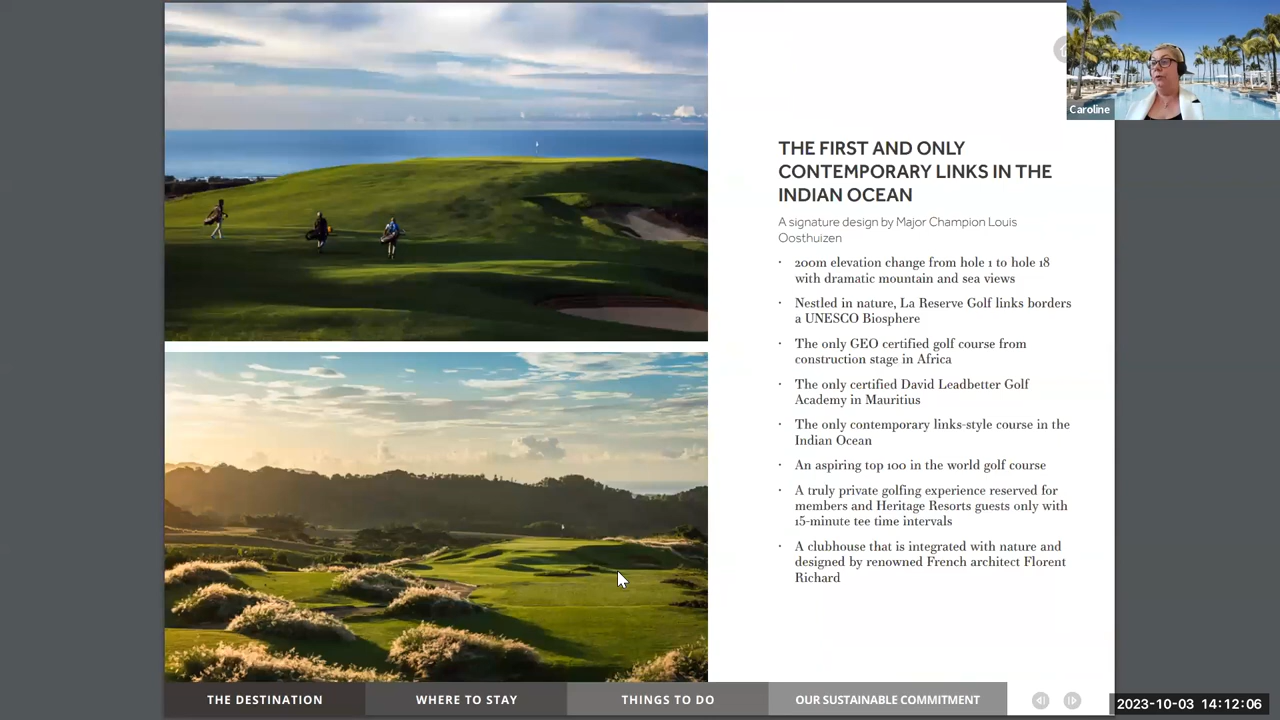 Caroline
THE FIRST AND ONLY
CONTEMPORARY LINKS IN THE
INDIAN OCEAN
A signature design by Major Champion Louis
Oosthuizen
· 200m elevation change from hole 1 to hole 18
with dramatic mountain and sea views
· Nestled in nature, La Reserve Golf links borders
a UNESCO Biosphere
· The only GEO certified golf course from
construction stage in Africa
· The only certified David Leadbetter Golf
Academy in Mauritius
· The only contemporary links-style course in the
Indian Ocean
· An aspiring top 100 in the world golf course
· A truly private golfing experience reserved for
members and Heritage Resorts guests only with
15-minute tee time intervals
· A clubhouse that is integrated with nature and
designed by renowned French architect Florent
Richard
THE DESTINATION WHERE TO STAY THINGS TO DO OUR SUSTAINABLE COMMITMENT
2023-10-03 14:12:06